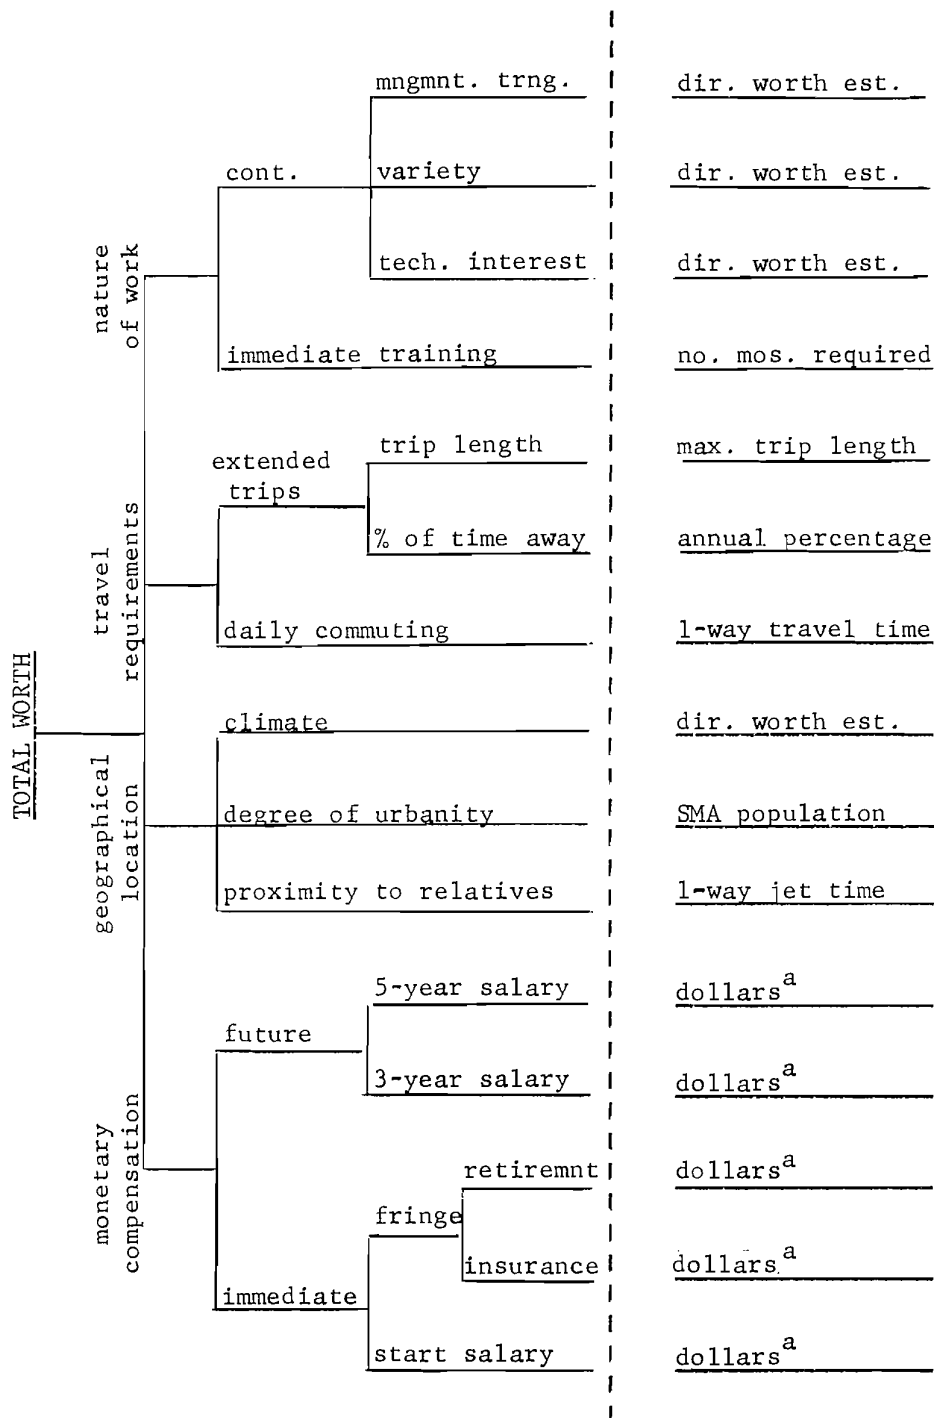 mngmnt. trng.
dir. worth est.
cont.
variety
dir. worth est.
nature
of work
tech. interest
dir. worth est.
immediate training
no. mos. required
extended
trips
trip length
max. trip length
% of time away
annual percentage
travel
requirements
daily commuting
1-way travel time
TOTAL WORTH
climate
dir. worth est.
geographical
location
degree of urbanity
SMA population
proximity to relatives
1-way jet time
5-year salary
dollarsª
future
3-year salary
dollarsª
monetary
compensation
retiremnt
dollarsª
fringe
insurance
dollarsª
immediate
start salary
dollarsª